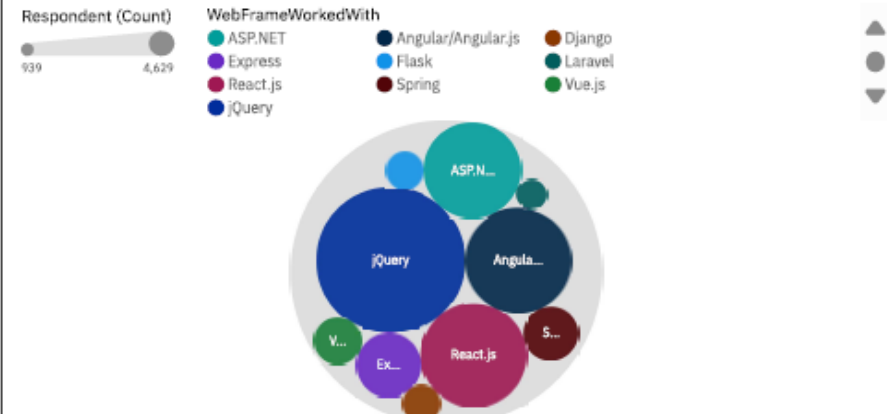 Respondent (Count)
939
4,629
WebFrameWorkedWith
ASP.NET
Angular/Angular.js
Django
Express
Flask
Laravel
React.js
Spring
Vue.js
jQuery
ASP.N...
jQuery
Angula...
V...
S...
Ex...
React.js